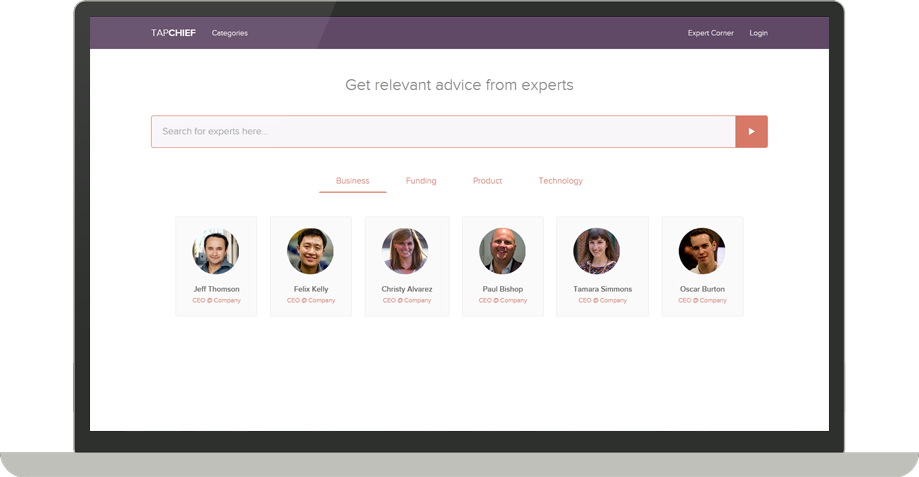 TAPCHIEF Categories Expert Corner Login
Get relevant advice from experts
Search for experts here...
Business Funding Product Technology
Jeff Thomson Felix Kelly Christy Alvarez Paul Bishop Tamara Simmons Oscar Burton
CEO @ Company CEO @ Company CEO @ Company CEO @ Company CEO @ Company CEO @ Company